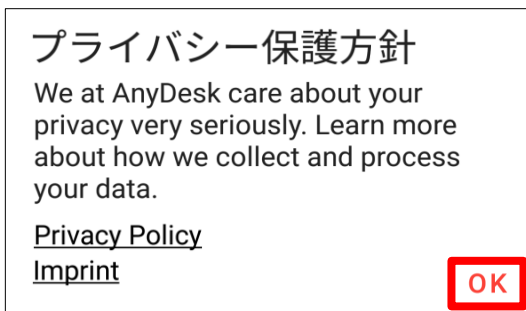 プライバシー保護方針
We at AnyDesk care about your
privacy very seriously. Learn more
about how we collect and process
your data.
Privacy Policy
Imprint
OK